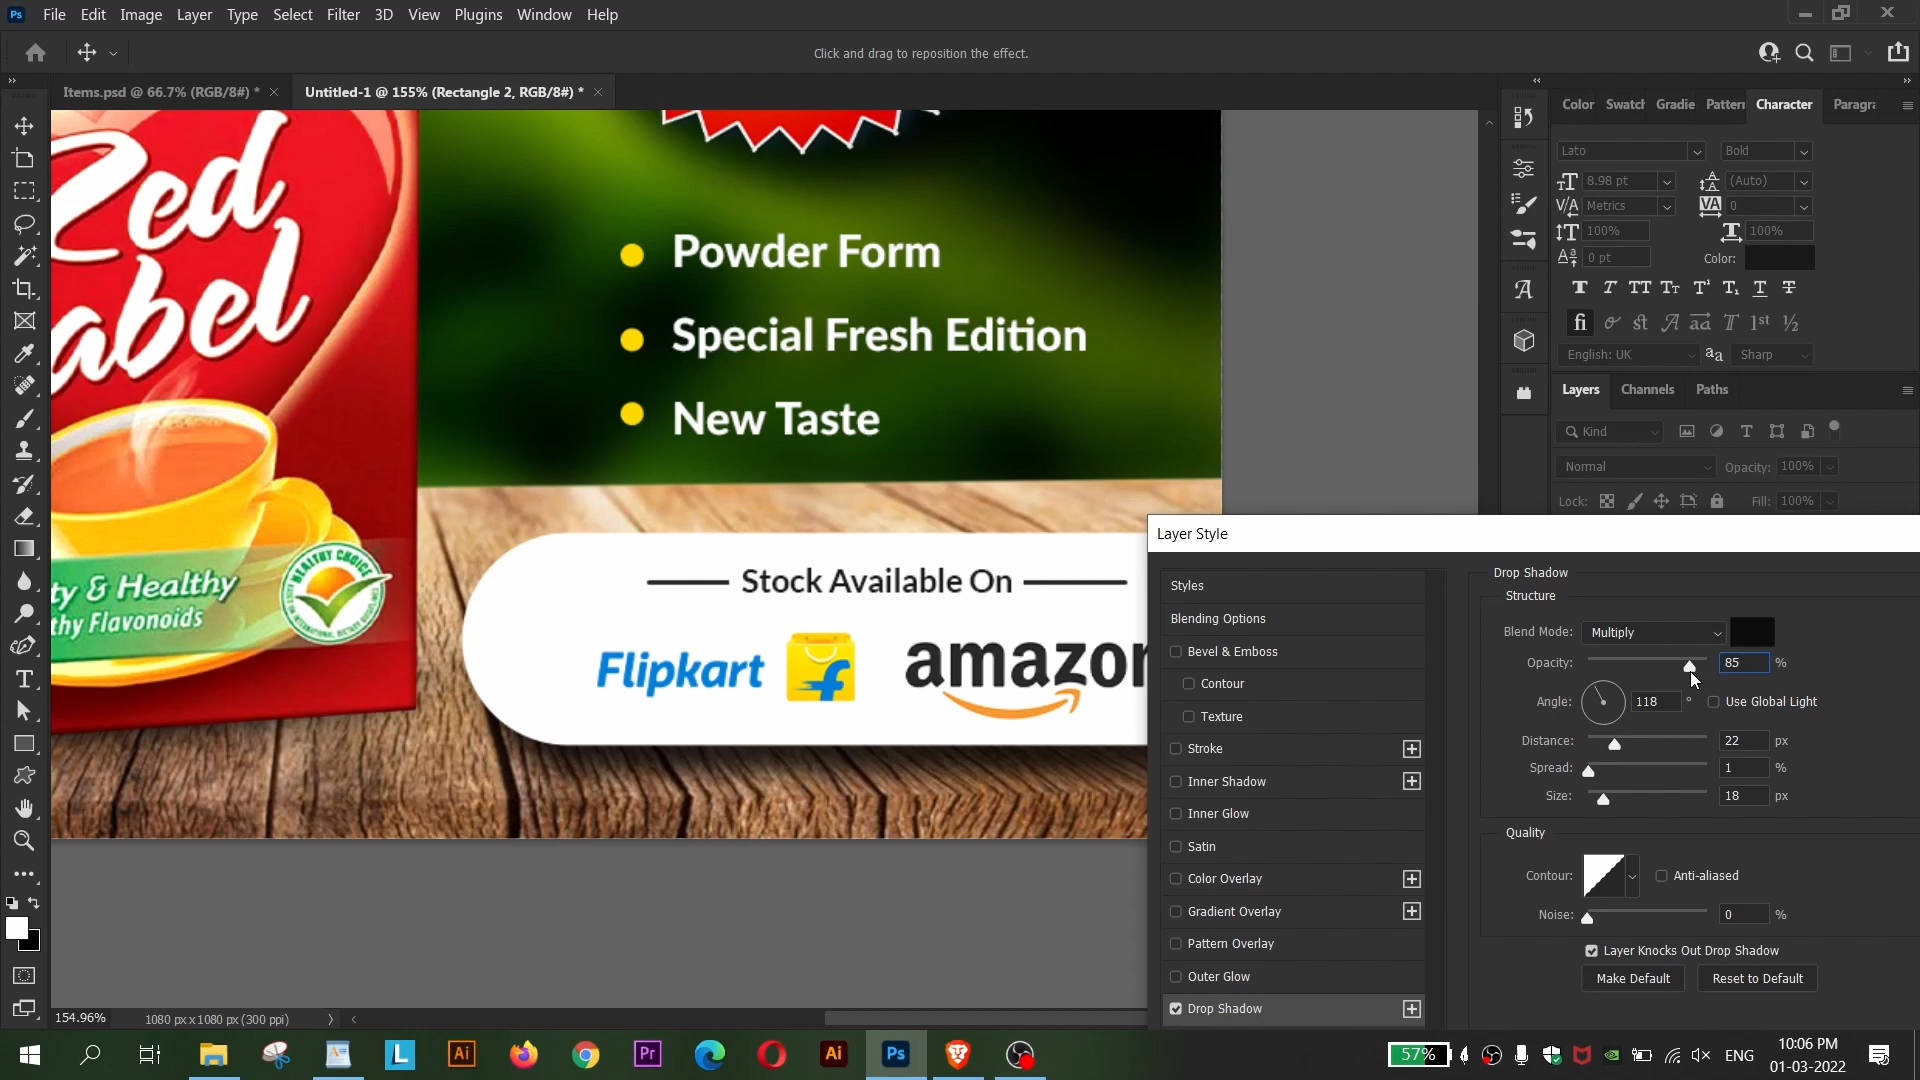 Ps File Edit Image Layer Type Select Filter 3D View Plugins Window Help
Click and drag to reposition the effect.
Items.psd @ 66.7% (RGB/8#) *
Untitled-1 @ 155% (Rectangle 2, RGB/8#) *
Color Swatch Gradie Pattern Character Paragra
Lato Bold
8.98 pt (Auto)
Metrics 0
100% 100%
0 pt Color:
English: UK Sharp
Layers Channels Paths
Kind
Normal Opacity: 100%
Lock: Fill: 100%
Zed
abel
ty & Healthy
thy Flavonoids
HEALTHY CHOICE
Powder Form
Special Fresh Edition
New Taste
Stock Available On
Flipkart
amazon
Layer Style
Styles
Blending Options
Bevel & Emboss
Contour
Texture
Stroke
Inner Shadow
Inner Glow
Satin
Color Overlay
Gradient Overlay
Pattern Overlay
Outer Glow
Drop Shadow
Drop Shadow
Structure
Blend Mode: Multiply
Opacity: 85 %
Angle: 118 ° Use Global Light
Distance: 22 px
Spread: 1 %
Size: 18 px
Quality
Contour: Anti-aliased
Noise: 0 %
Layer Knocks Out Drop Shadow
Make Default Reset to Default
154.96% 1080 px x 1080 px (300 ppi)
57% ENG
10:06 PM
01-03-2022